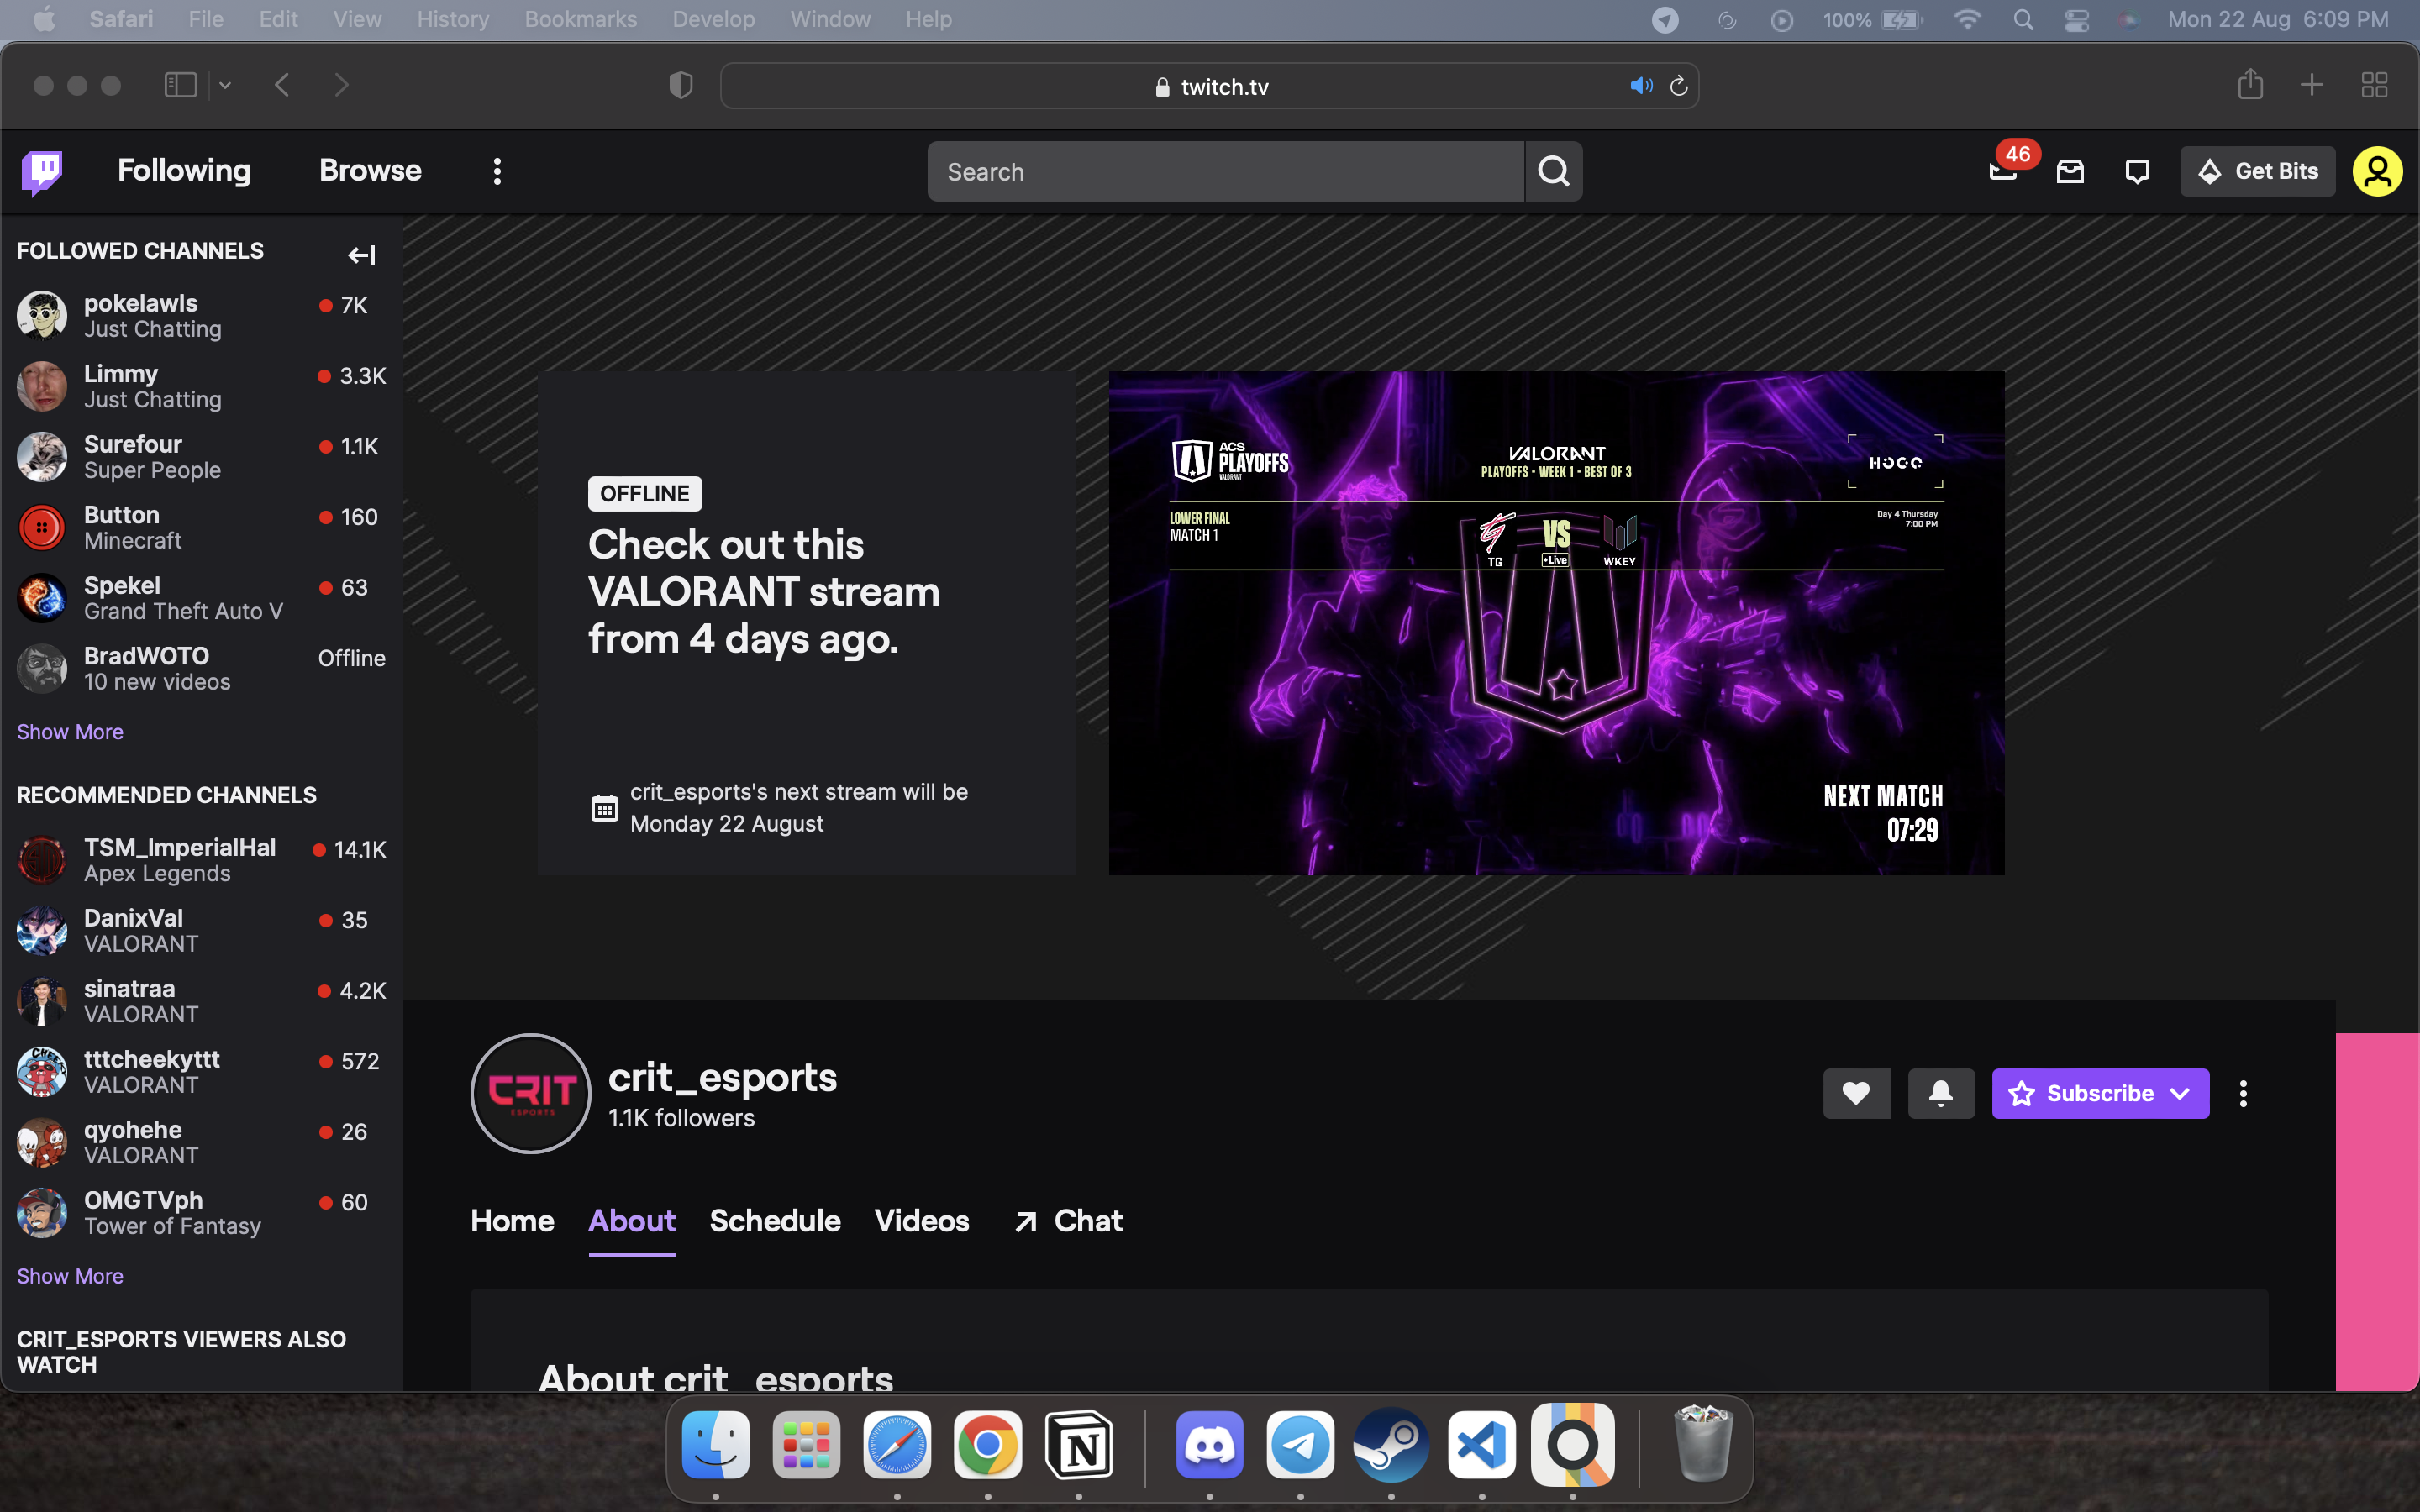 Safari File Edit View History Bookmarks Develop Window Help 100% Mon 22 Aug 6:09 PM
twitch.tv
Following Browse Search 46 Get Bits
FOLLOWED CHANNELS
pokelawls 7K
Just Chatting
Limmy 3.3K
Just Chatting
Surefour 1.1K
Super People
Button 160
Minecraft
Spekel 63
Grand Theft Auto V
BradWOTO Offline
10 new videos
Show More
RECOMMENDED CHANNELS
TSM_ImperialHal 14.1K
Apex Legends
DanixVal 35
VALORANT
sinatraa 4.2K
VALORANT
tttcheekyttt 572
VALORANT
qyohehe 26
VALORANT
OMGTVph 60
Tower of Fantasy
Show More
CRIT_ESPORTS VIEWERS ALSO
WATCH
OFFLINE
Check out this
VALORANT stream
from 4 days ago.
crit_esports's next stream will be
Monday 22 August
ACS
PLAYOFFS
VALORANT
VALORANT
PLAYOFFS - WEEK 1 - BEST OF 3
HOCO
LOWER FINAL
MATCH 1
TG
VS
Live
WKEY
Day 4 Thursday
7:00 PM
NEXT MATCH
07:29
CRIT
ESPORTS
crit_esports
1.1K followers
Subscribe
Home About Schedule Videos Chat
About crit_esports